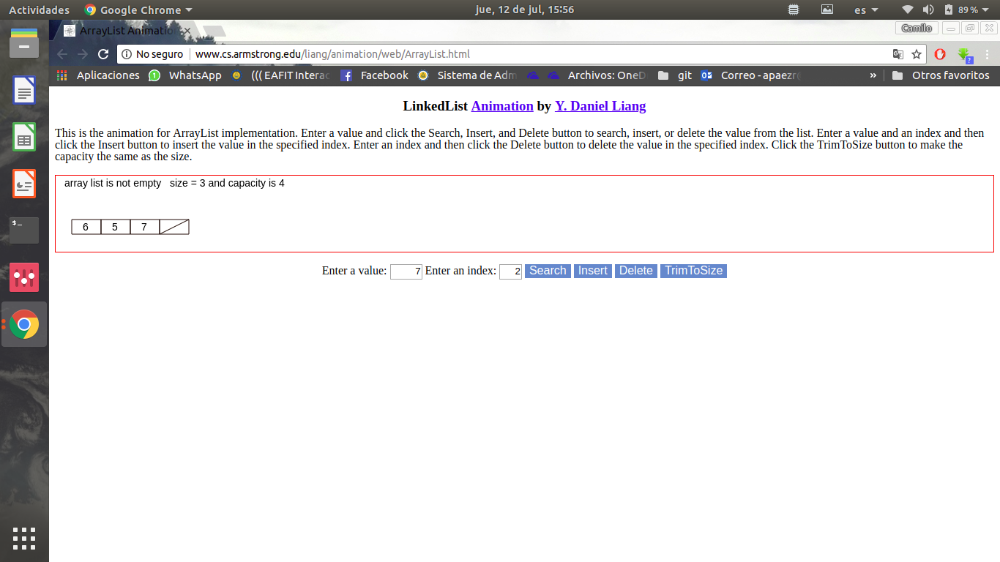 Actividades Google Chrome jue, 12 de jul, 15:56 es 89 %
ArrayList Animatio Camilo
No seguro www.cs.armstrong.edu/liang/animation/web/ArrayList.html
Aplicaciones WhatsApp ((( EAFIT Interac Facebook Sistema de Adm Archivos: OneD git Correo - apaezr » Otros favoritos
LinkedList Animation by Y. Daniel Liang
This is the animation for ArrayList implementation. Enter a value and click the Search, Insert, and Delete button to search, insert, or delete the value from the list. Enter a value and an index and then
click the Insert button to insert the value in the specified index. Enter an index and then click the Delete button to delete the value in the specified index. Click the TrimToSize button to make the
capacity the same as the size.
array list is not empty size = 3 and capacity is 4
6 5 7
Enter a value: 7 Enter an index: 2 Search Insert Delete TrimToSize